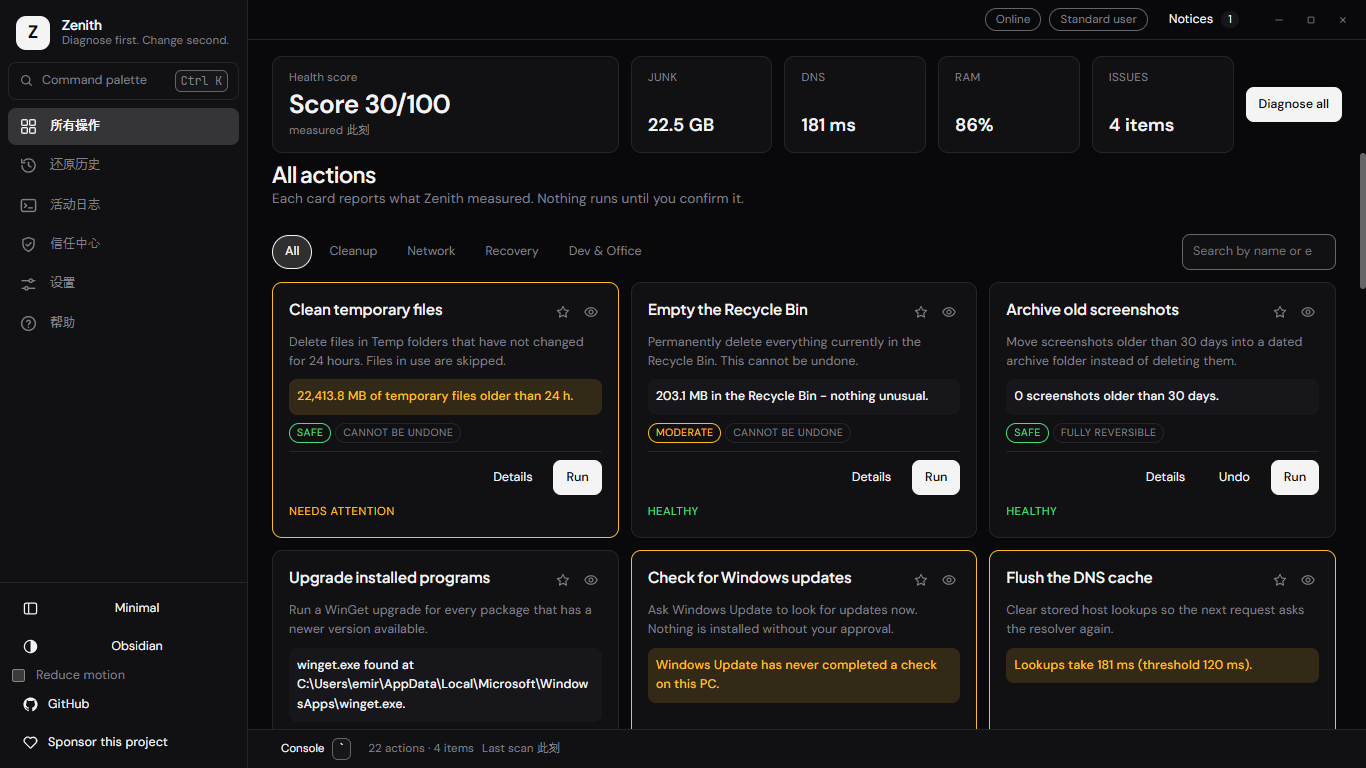 Z
Zenith
Diagnose first. Change second.
Command palette
Ctrl K
所有操作
还原历史
活动日志
信任中心
设置
帮助
Minimal
Obsidian
Reduce motion
GitHub
Sponsor this project
Online
Standard user
Notices 1
Health score
Score 30/100
measured 此刻
JUNK
22.5 GB
DNS
181 ms
RAM
86%
ISSUES
4 items
Diagnose all
All actions
Each card reports what Zenith measured. Nothing runs until you confirm it.
All
Cleanup
Network
Recovery
Dev & Office
Search by name or e
Clean temporary files
Delete files in Temp folders that have not changed
for 24 hours. Files in use are skipped.
22,413.8 MB of temporary files older than 24 h.
SAFE
CANNOT BE UNDONE
Details
Run
NEEDS ATTENTION
Empty the Recycle Bin
Permanently delete everything currently in the
Recycle Bin. This cannot be undone.
203.1 MB in the Recycle Bin - nothing unusual.
MODERATE
CANNOT BE UNDONE
Details
Run
HEALTHY
Archive old screenshots
Move screenshots older than 30 days into a dated
archive folder instead of deleting them.
0 screenshots older than 30 days.
SAFE
FULLY REVERSIBLE
Details
Undo
Run
HEALTHY
Upgrade installed programs
Run a WinGet upgrade for every package that has a
newer version available.
winget.exe found at
C:\Users\emir\AppData\Local\Microsoft\Window
sApps\winget.exe.
Check for Windows updates
Ask Windows Update to look for updates now.
Nothing is installed without your approval.
Windows Update has never completed a check
on this PC.
Flush the DNS cache
Clear stored host lookups so the next request asks
the resolver again.
Lookups take 181 ms (threshold 120 ms).
Console `
22 actions · 4 items
Last scan 此刻